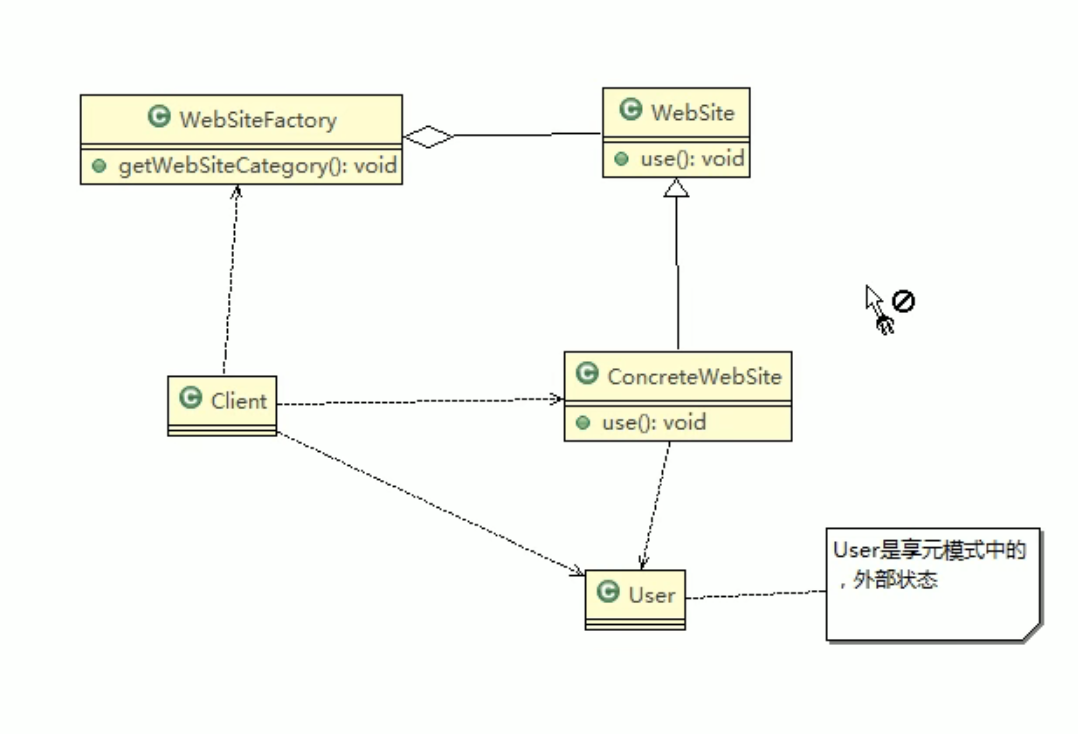 WebSiteFactory
getWebSiteCategory(): void
WebSite
use(): void
Client
ConcreteWebSite
use(): void
User
User是享元模式中的
，外部状态